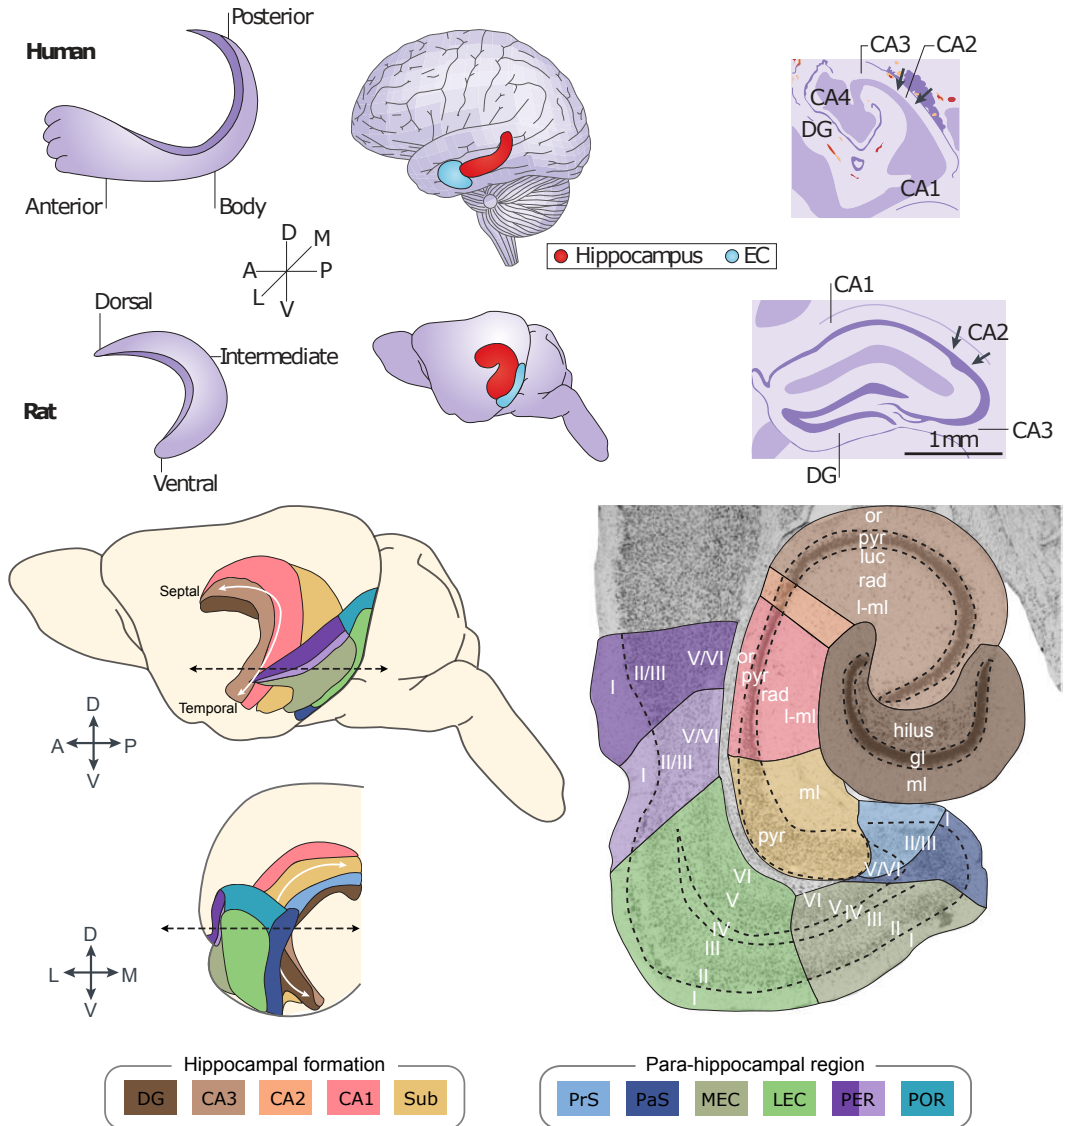 Human
Posterior
Anterior
Body
D
M
A
P
L
V
Hippocampus
EC
CA3
CA2
CA4
DG
CA1
Dorsal
Intermediate
Rat
Ventral
CA1
CA2
CA3
1mm
DG
Septal
Temporal
D
A
P
V
D
L
M
V
or
pyr
luc
rad
l-ml
or
pyr
rad
l-ml
hilus
gl
ml
ml
pyr
I
II/III
V/VI
I
II/III
V/VI
I
II/III
V/VI
VI
V
IV
III
II
I
VI
V
IV
III
II
I
Hippocampal formation
DG
CA3
CA2
CA1
Sub
Para-hippocampal region
PrS
PaS
MEC
LEC
PER
POR